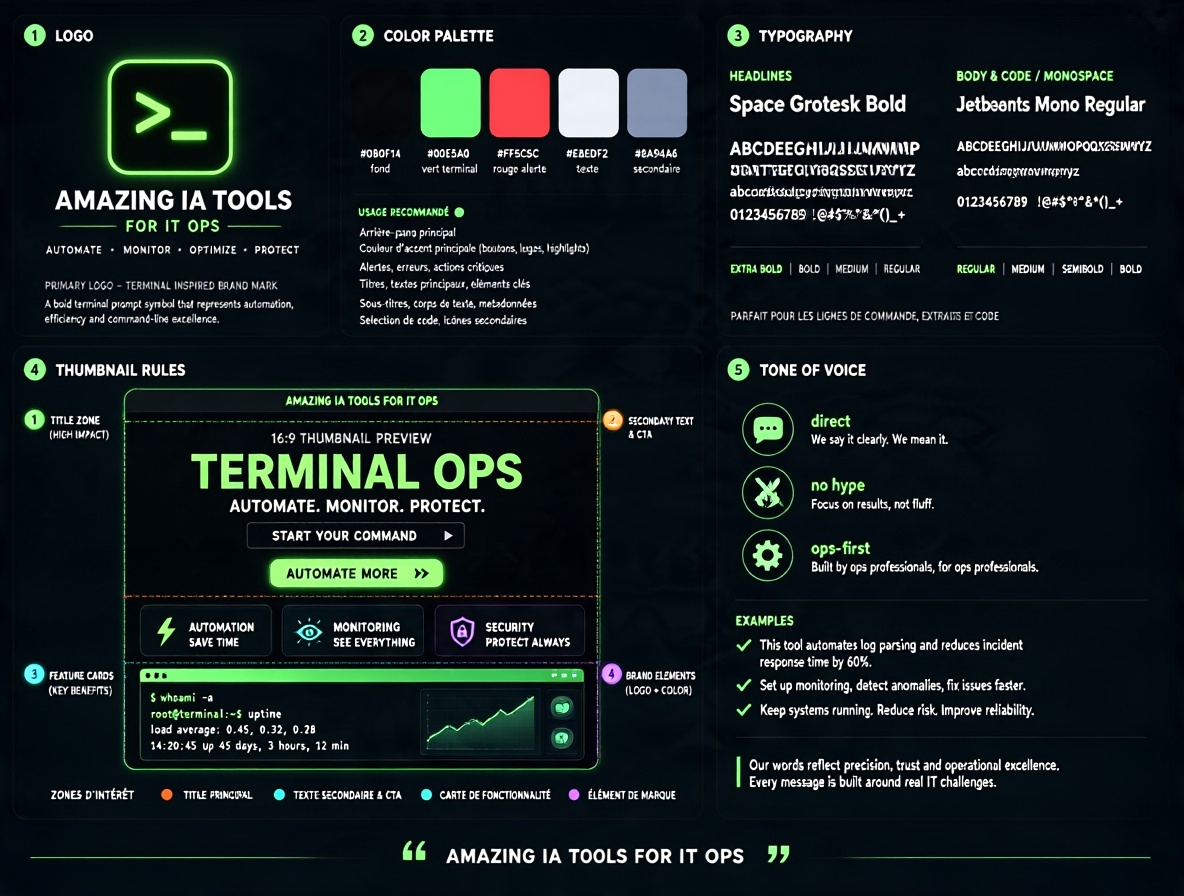 1 LOGO
>_
AMAZING IA TOOLS
FOR IT OPS
AUTOMATE • MONITOR • OPTIMIZE • PROTECT
PRIMARY LOGO – TERMINAL INSPIRED BRAND MARK
A bold terminal prompt symbol that represents automation,
efficiency and command-line excellence.
2 COLOR PALETTE
#0B0F14 #00E5A0 #FF5C5C #E8EDF2 #8A94A6
fond vert terminal rouge alerte texte secondaire
USAGE RECOMMANDÉ
Arrière-pang principal
Couleur d'accent principale (boutons, highlights)
Alertes, erreurs, actions critiques
Titres, textes principaux, éléments clés
Sous-titres, corps de texte, métadonnées
Selection de code, icônes secondaires
3 TYPOGRAPHY
HEADLINES
Space Grotesk Bold
0123456789
EXTRA BOLD | BOLD | MEDIUM | REGULAR
BODY & CODE / MONOSPACE
Jetbeants Mono Regular
0123456789 !@#$
REGULAR | MEDIUM | SEMIBOLD | BOLD
PARFAIT POUR LES LIGNES DE COMMANDE, EXTRAITS ET CODE
4 THUMBNAIL RULES
1 TITLE ZONE
(HIGH IMPACT)
AMAZING IA TOOLS FOR IT OPS
2 SECONDARY TEXT
& CTA
16:9 THUMBNAIL PREVIEW
TERMINAL OPS
AUTOMATE. MONITOR. PROTECT.
START YOUR COMMAND
AUTOMATE MORE >>
AUTOMATION
SAVE TIME
MONITORING
SEE EVERYTHING
SECURITY
PROTECT ALWAYS
3 FEATURE CARDS
(KEY BENEFITS)
4 BRAND ELEMENTS
(LOGO + COLOR)
$ whoami -a
root@terminal:~$ uptine
load average: 0.45, 0.32, 0.28
14:20:45 up 45 days, 3 hours, 12 min
ZONES D'INTÉRÊT
TITLE PRINCIPAL
TEXTE SECONDAIRE & CTA
CARTE DE FONCTIONNALITÉ
ÉLÉMENT DE MARQUE
5 TONE OF VOICE
direct
We say it clearly. We mean it.
no hype
Focus on results, not fluff.
ops-first
Built by ops professionals, for ops professionals.
EXAMPLES
This tool automates log parsing and reduces incident
response time by 60%.
Set up monitoring, detect anomalies, fix issues faster.
Keep systems running. Reduce risk. Improve reliability.
Our words reflect precision, trust and operational excellence.
Every message is built around real IT challenges.
“ AMAZING IA TOOLS FOR IT OPS ”